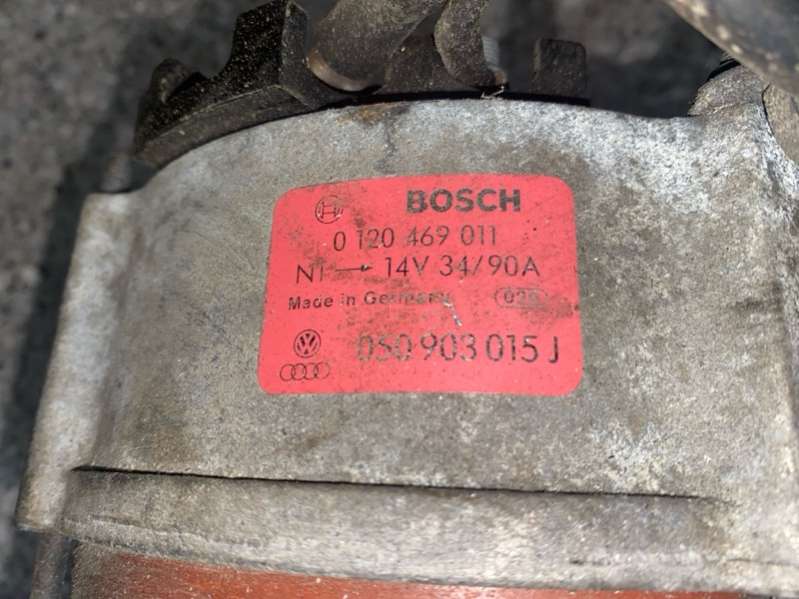 BOSCH
0 120 469 011
N1 → 14V 34/90A
Made in Germany
050 903 015 J